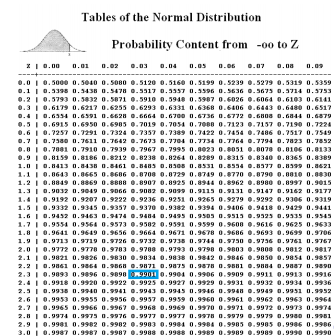 Tables of the Normal Distribution
Probability Content from -oo to Z
Z | 0.00 0.01 0.02 0.03 0.04 0.05 0.06 0.07 0.08 0.09
0.0 | 0.5000 0.5040 0.5080 0.5120 0.5160 0.5199 0.5239 0.5279 0.5319 0.5359
0.1 | 0.5398 0.5438 0.5478 0.5517 0.5557 0.5596 0.5636 0.5675 0.5714 0.5753
0.2 | 0.5793 0.5832 0.5871 0.5910 0.5948 0.5987 0.6026 0.6064 0.6103 0.6141
0.3 | 0.6179 0.6217 0.6255 0.6293 0.6331 0.6368 0.6406 0.6443 0.6480 0.6517
0.4 | 0.6554 0.6591 0.6628 0.6664 0.6700 0.6736 0.6772 0.6808 0.6844 0.6879
0.5 | 0.6915 0.6950 0.6985 0.7019 0.7054 0.7088 0.7123 0.7157 0.7190 0.7224
0.6 | 0.7257 0.7291 0.7324 0.7357 0.7389 0.7422 0.7454 0.7486 0.7517 0.7549
0.7 | 0.7580 0.7611 0.7642 0.7673 0.7704 0.7734 0.7764 0.7794 0.7823 0.7852
0.8 | 0.7881 0.7910 0.7939 0.7967 0.7995 0.8023 0.8051 0.8078 0.8106 0.8133
0.9 | 0.8159 0.8186 0.8212 0.8238 0.8264 0.8289 0.8315 0.8340 0.8365 0.8389
1.0 | 0.8413 0.8438 0.8461 0.8485 0.8508 0.8531 0.8554 0.8577 0.8599 0.8621
1.1 | 0.8643 0.8665 0.8686 0.8708 0.8729 0.8749 0.8770 0.8790 0.8810 0.8830
1.2 | 0.8849 0.8869 0.8888 0.8907 0.8925 0.8944 0.8962 0.8980 0.8997 0.9015
1.3 | 0.9032 0.9049 0.9066 0.9082 0.9099 0.9115 0.9131 0.9147 0.9162 0.9177
1.4 | 0.9192 0.9207 0.9222 0.9236 0.9251 0.9265 0.9279 0.9292 0.9306 0.9319
1.5 | 0.9332 0.9345 0.9357 0.9370 0.9382 0.9394 0.9406 0.9418 0.9429 0.9441
1.6 | 0.9452 0.9463 0.9474 0.9484 0.9495 0.9505 0.9515 0.9525 0.9535 0.9545
1.7 | 0.9554 0.9564 0.9573 0.9582 0.9591 0.9599 0.9608 0.9616 0.9625 0.9633
1.8 | 0.9641 0.9649 0.9656 0.9664 0.9671 0.9678 0.9686 0.9693 0.9699 0.9706
1.9 | 0.9713 0.9719 0.9726 0.9732 0.9738 0.9744 0.9750 0.9756 0.9761 0.9767
2.0 | 0.9772 0.9778 0.9783 0.9788 0.9793 0.9798 0.9803 0.9808 0.9812 0.9817
2.1 | 0.9821 0.9826 0.9830 0.9834 0.9838 0.9842 0.9846 0.9850 0.9854 0.9857
2.2 | 0.9861 0.9864 0.9868 0.9871 0.9875 0.9878 0.9881 0.9884 0.9887 0.9890
2.3 | 0.9893 0.9896 0.9898 0.9901 0.9904 0.9906 0.9909 0.9911 0.9913 0.9916
2.4 | 0.9918 0.9920 0.9922 0.9925 0.9927 0.9929 0.9931 0.9932 0.9934 0.9936
2.5 | 0.9938 0.9940 0.9941 0.9943 0.9945 0.9946 0.9948 0.9949 0.9951 0.9952
2.6 | 0.9953 0.9955 0.9956 0.9957 0.9959 0.9960 0.9961 0.9962 0.9963 0.9964
2.7 | 0.9965 0.9966 0.9967 0.9968 0.9969 0.9970 0.9971 0.9972 0.9973 0.9974
2.8 | 0.9974 0.9975 0.9976 0.9977 0.9977 0.9978 0.9979 0.9979 0.9980 0.9981
2.9 | 0.9981 0.9982 0.9982 0.9983 0.9984 0.9984 0.9985 0.9985 0.9986 0.9986
3.0 | 0.9987 0.9987 0.9987 0.9988 0.9988 0.9989 0.9989 0.9989 0.9990 0.9990